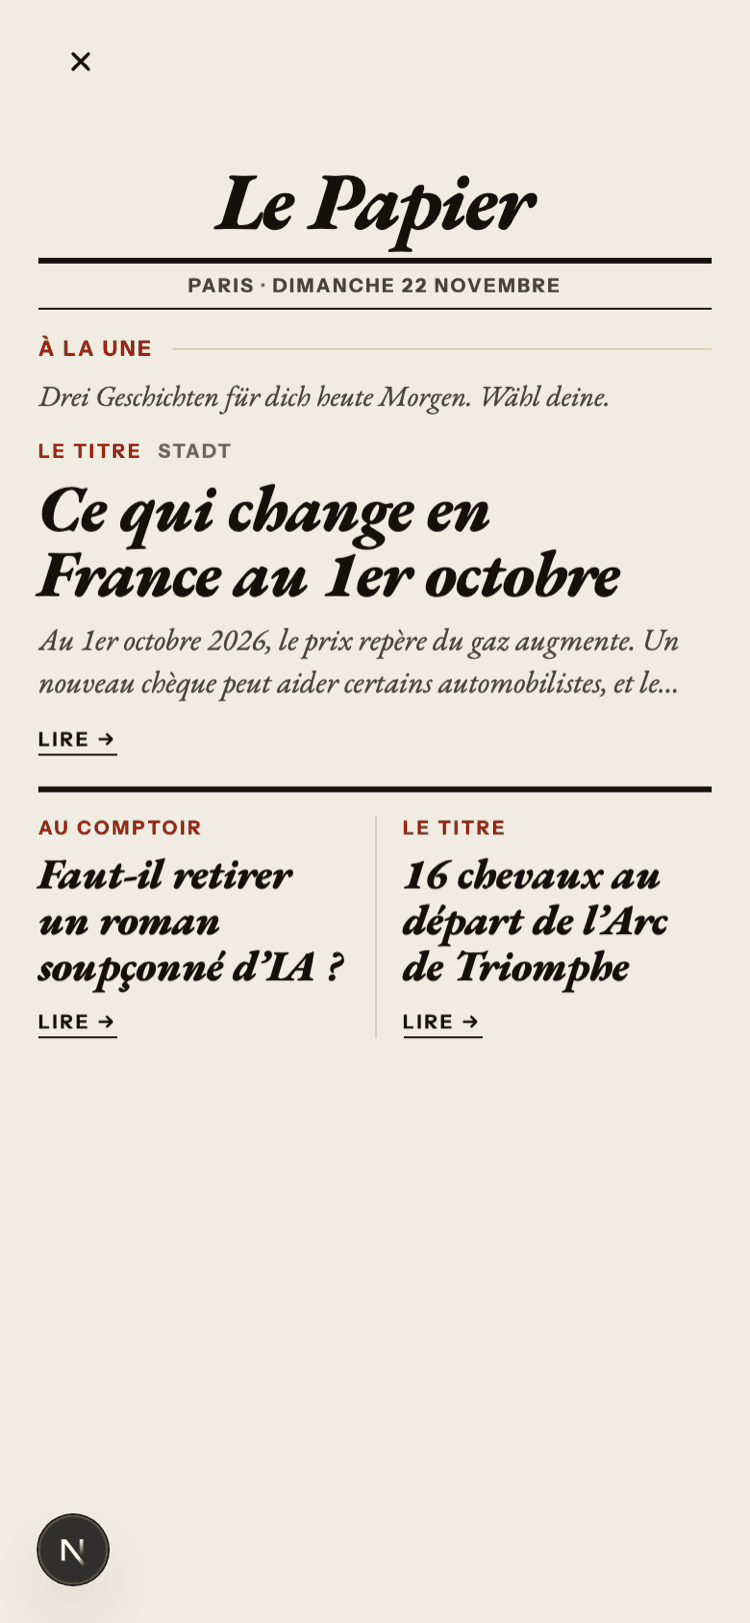 Le Papier
PARIS · DIMANCHE 22 NOVEMBRE
À LA UNE
Drei Geschichten für dich heute Morgen. Wähl deine.
LE TITRE STADT
Ce qui change en
France au 1er octobre
Au 1er octobre 2026, le prix repère du gaz augmente. Un
nouveau chèque peut aider certains automobilistes, et le...
LIRE →
AU COMPTOIR
Faut-il retirer
un roman
soupçonné d’IA ?
LIRE →
LE TITRE
16 chevaux au
départ de l’Arc
de Triomphe
LIRE →
N